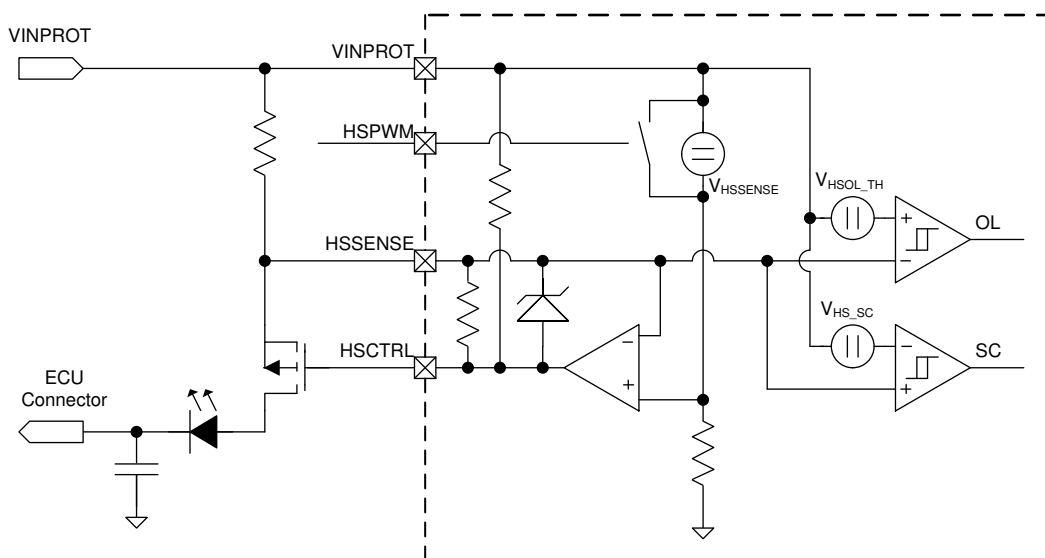 VINPROT
VINPROT
HSPWM
VHSSENSE
VHSOL_TH
OL
HSSENSE
VHS_SC
SC
HSCTRL
ECU
Connector